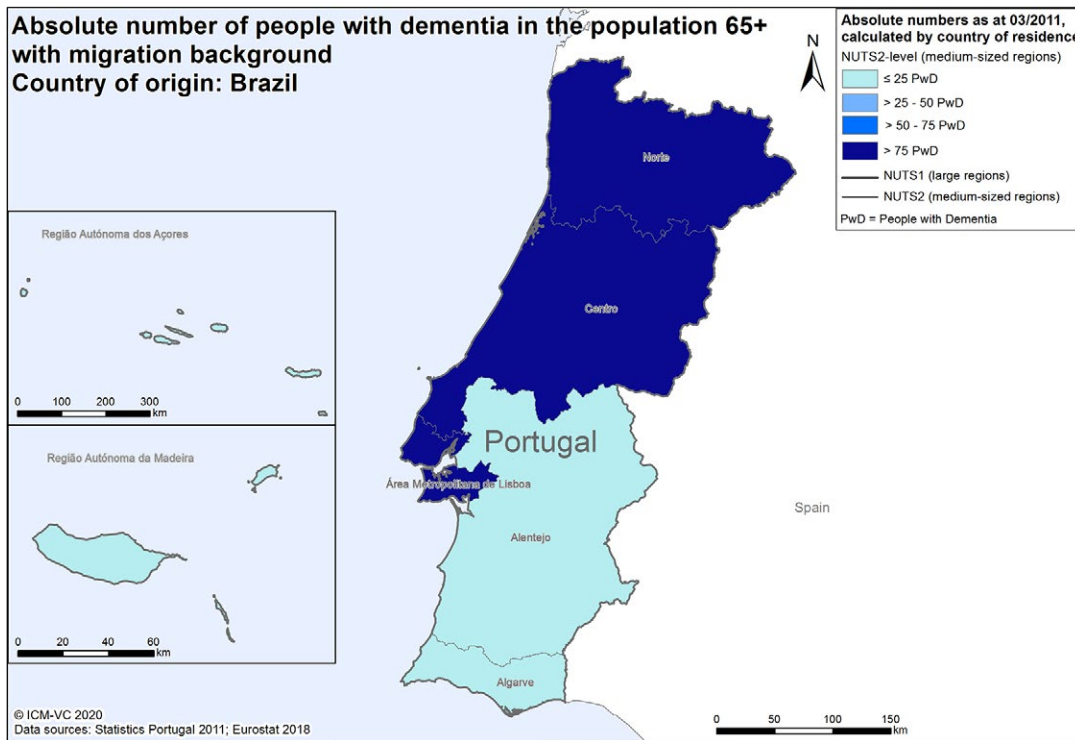 Absolute number of people with dementia in the population 65+
with migration background
Country of origin: Brazil
N
Absolute numbers as at 03/2011,
calculated by country of residence
NUTS2-level (medium-sized regions)
≤ 25 PwD
> 25 - 50 PwD
> 50 - 75 PwD
> 75 PwD
NUTS1 (large regions)
NUTS2 (medium-sized regions)
PwD = People with Dementia
Norte
Centro
Portugal
Área Metropolitana de Lisboa
Spain
Alentejo
Algarve
Região Autónoma dos Açores
0 100 200 300
km
Região Autónoma da Madeira
0 20 40 60
km
© ICM-VC 2020
Data sources: Statistics Portugal 2011; Eurostat 2018
0 50 100 150
km